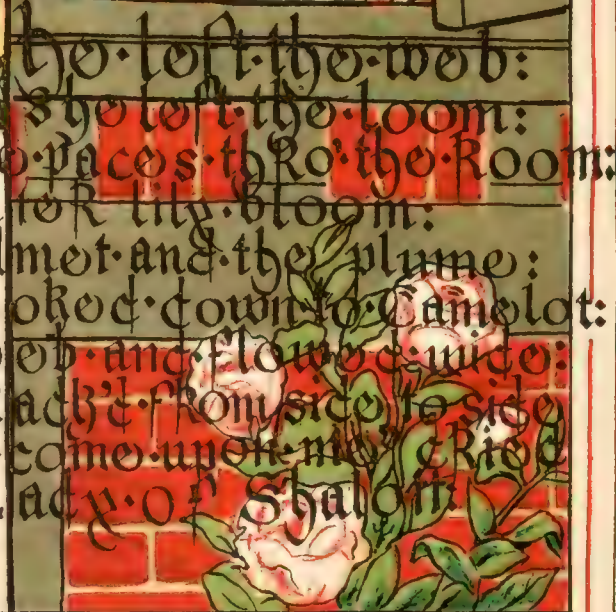 he·left·the·web:
She left·the·loom:
paces·thro'·the·room:
lily·bloom:
lmet·and·the plume:
oked·down·to·Camelot:
eb·and·flowed·wide:
ack'd·from side to side
come·upon·me' cried
ady·of Shalott